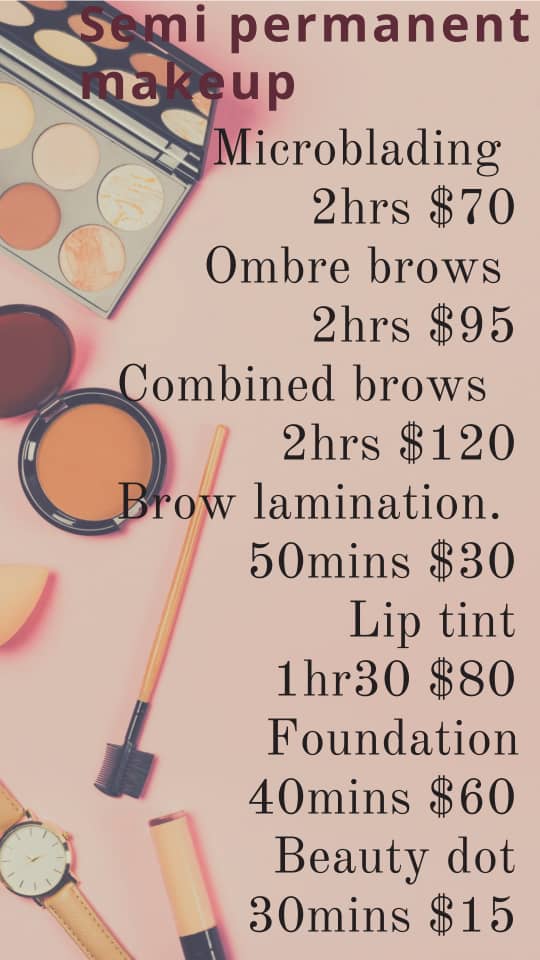 Semi permanent
makeup
Microblading
2hrs $70
Ombre brows
2hrs $95
Combined brows
2hrs $120
Brow lamination.
50mins $30
Lip tint
1hr30 $80
Foundation
40mins $60
Beauty dot
30mins $15